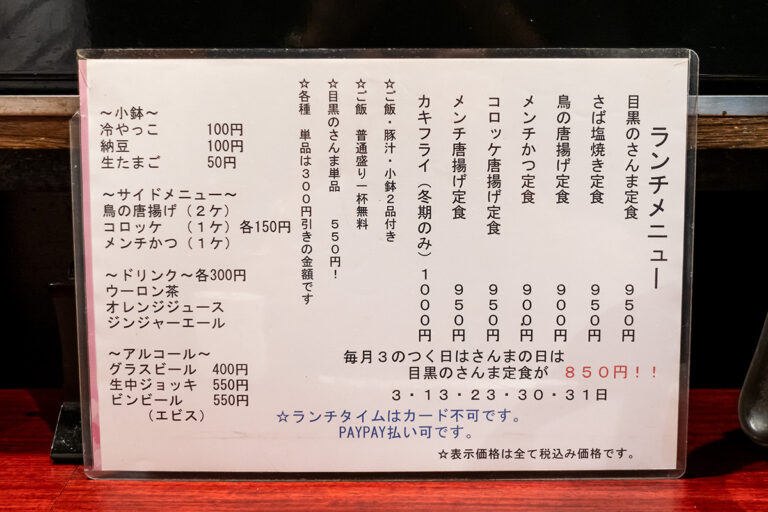 ランチメニュー
目黒のさんま定食 ９５０円
さば塩焼き定食 ９５０円
鳥の唐揚げ定食 ９００円
メンチかつ定食 ９００円
コロッケ唐揚げ定食 ９５０円
メンチ唐揚げ定食 ９５０円
カキフライ（冬期のみ）１０００円
☆ご飯・豚汁・小鉢２品付き
☆ご飯 普通盛り一杯無料
☆目黒のさんま単品 ５５０円！
☆各種 単品は３００円引きの金額です
～小鉢～
冷やっこ 100円
納豆 100円
生たまご 50円
～サイドメニュー～
鳥の唐揚げ（２ケ）
コロッケ （１ケ）各150円
メンチかつ（１ケ）
～ドリンク～各300円
ウーロン茶
オレンジジュース
ジンジャーエール
～アルコール～
グラスビール 400円
生中ジョッキ 550円
ビンビール 550円
（エビス）
毎月３のつく日はさんまの日は
目黒のさんま定食が ８５０円！！
３・１３・２３・３０・３１日
☆ランチタイムはカード不可です。
PAYPAY払い可です。
☆表示価格は全て税込み価格です。